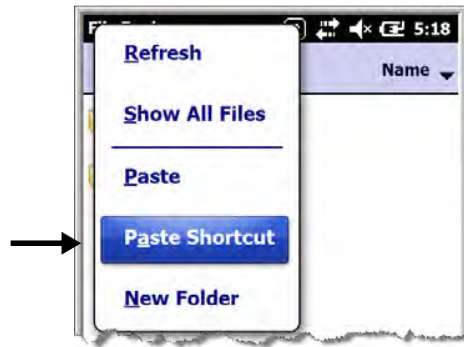 5:18
Name
Refresh
Show All Files
Paste
Paste Shortcut
New Folder